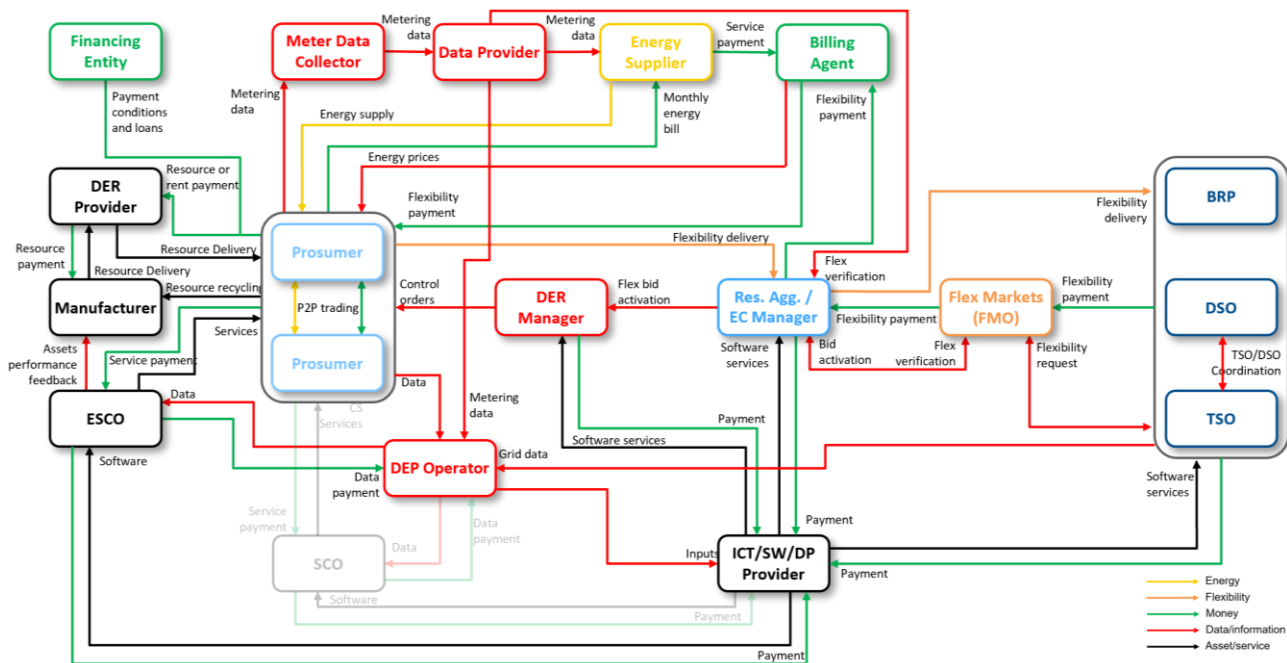 Financing
Entity
Meter Data
Collector
Metering
data
Data Provider
Metering
data
Energy
Supplier
Service
payment
Billing
Agent
Payment
conditions
and loans
Metering
data
Energy supply
Monthly
energy
bill
Flexibility
payment
Energy prices
DER
Provider
Resource or
rent payment
Flexibility
payment
BRP
Flexibility
delivery
Prosumer
Resource
payment
Resource Delivery
Flexibility delivery
Resource Delivery
Flex
verification
Manufacturer
Resource recycling
Control
orders
DER
Manager
Flex bid
activation
Res. Agg. /
EC Manager
Flexibility payment
Flex Markets
(FMO)
Flexibility
payment
DSO
P2P trading
Services
Assets
performance
feedback
Service payment
Prosumer
Software
services
Bid
activation
Flex
verification
Flexibility
request
TSO/DSO
Coordination
Data
Data
ESCO
TSO
CS
Services
Metering
data
Payment
Software
Software services
DEP Operator
Grid data
Data
payment
Software
services
Service
payment
Data
payment
Payment
SCO
Data
Inputs
ICT/SW/DP
Provider
Payment
Software
Payment
Payment
Energy
Flexibility
Money
Data/information
Asset/service